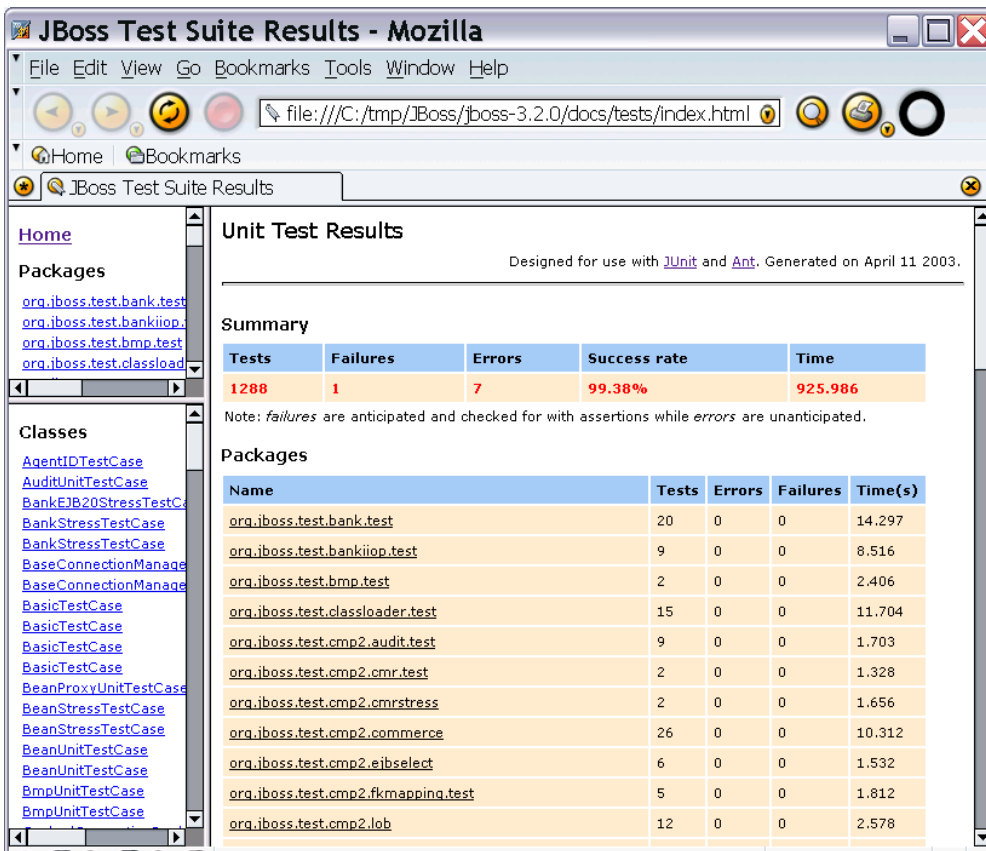 JBoss Test Suite Results - Mozilla
File Edit View Go Bookmarks Tools Window Help
file:///C:/tmp/JBoss/jboss-3.2.0/docs/tests/index.html
Home Bookmarks
JBoss Test Suite Results
Home
Packages
org.jboss.test.bank.test
org.jboss.test.bankiiop.
org.jboss.test.bmp.test
org.jboss.test.classload
Classes
AgentIDTestCase
AuditUnitTestCase
BankEJB20StressTestCa
BankStressTestCase
BankStressTestCase
BaseConnectionManage
BaseConnectionManage
BasicTestCase
BasicTestCase
BasicTestCase
BasicTestCase
BeanProxyUnitTestCase
BeanStressTestCase
BeanStressTestCase
BeanUnitTestCase
BeanUnitTestCase
BmpUnitTestCase
BmpUnitTestCase
Unit Test Results
Designed for use with JUnit and Ant. Generated on April 11 2003.
Summary
Tests Failures Errors Success rate Time
1288 1 7 99.38% 925.986
Note: failures are anticipated and checked for with assertions while errors are unanticipated.
Packages
Name Tests Errors Failures Time(s)
org.jboss.test.bank.test 20 0 0 14.297
org.jboss.test.bankiiop.test 9 0 0 8.516
org.jboss.test.bmp.test 2 0 0 2.406
org.jboss.test.classloader.test 15 0 0 11.704
org.jboss.test.cmp2.audit.test 9 0 0 1.703
org.jboss.test.cmp2.cmr.test 2 0 0 1.328
org.jboss.test.cmp2.cmrstress 2 0 0 1.656
org.jboss.test.cmp2.commerce 26 0 0 10.312
org.jboss.test.cmp2.ejbselect 6 0 0 1.532
org.jboss.test.cmp2.fkmapping.test 5 0 0 1.812
org.jboss.test.cmp2.lob 12 0 0 2.578